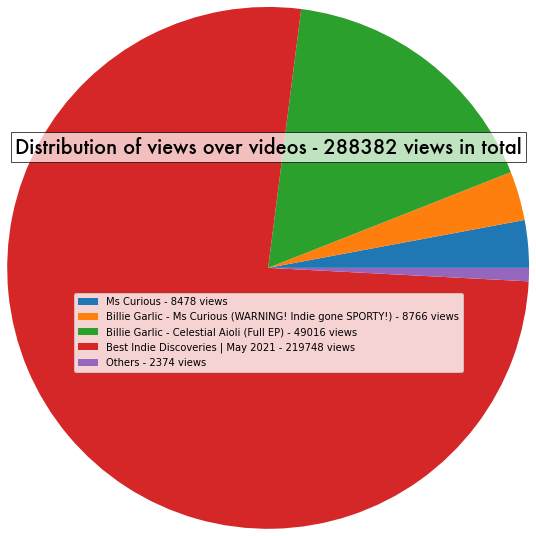 Distribution of views over videos - 288382 views in total
Ms Curious - 8478 views
Billie Garlic - Ms Curious (WARNING! Indie gone SPORTY!) - 8766 views
Billie Garlic - Celestial Aioli (Full EP) - 49016 views
Best Indie Discoveries | May 2021 - 219748 views
Others - 2374 views